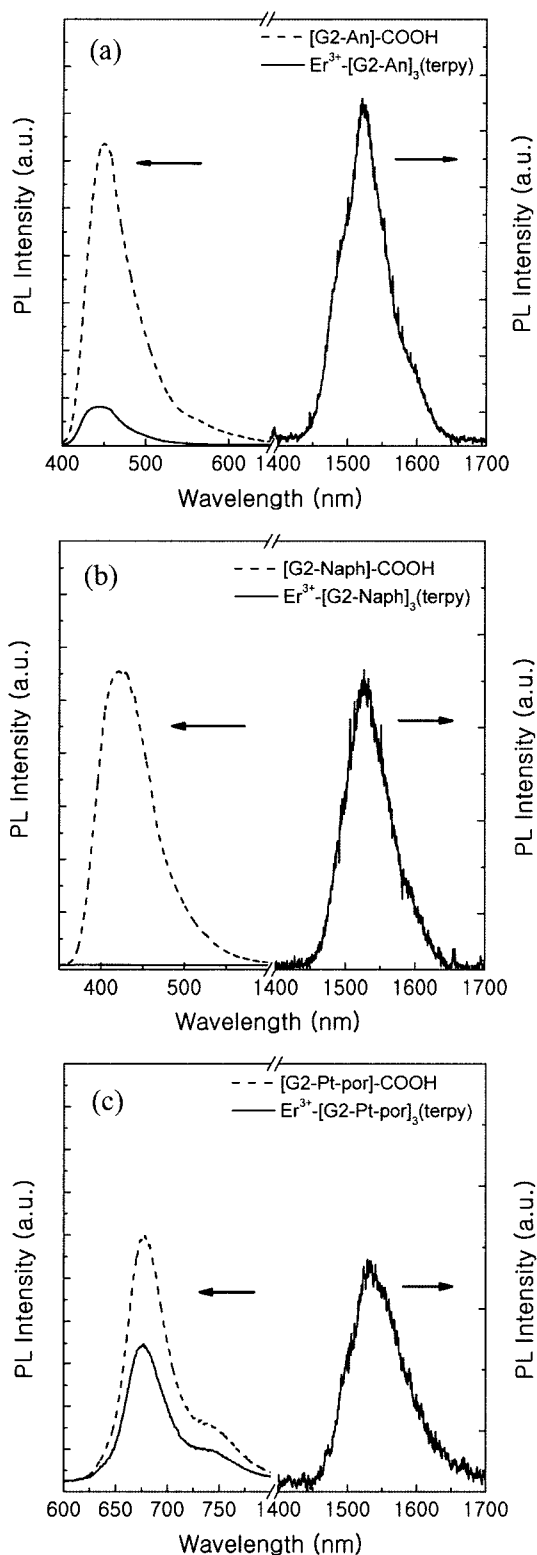 (a)
[G2-An]-COOH
Er³⁺-[G2-An]₃(terpy)
PL Intensity (a.u.)
PL Intensity (a.u.)
400 500 600 1400 1500 1600 1700
Wavelength (nm)
(b)
[G2-Naph]-COOH
Er³⁺-[G2-Naph]₃(terpy)
PL Intensity (a.u.)
PL Intensity (a.u.)
400 500 1400 1500 1600 1700
Wavelength (nm)
(c)
[G2-Pt-por]-COOH
Er³⁺-[G2-Pt-por]₃(terpy)
PL Intensity (a.u.)
PL Intensity (a.u.)
600 650 700 750 1400 1500 1600 1700
Wavelength (nm)